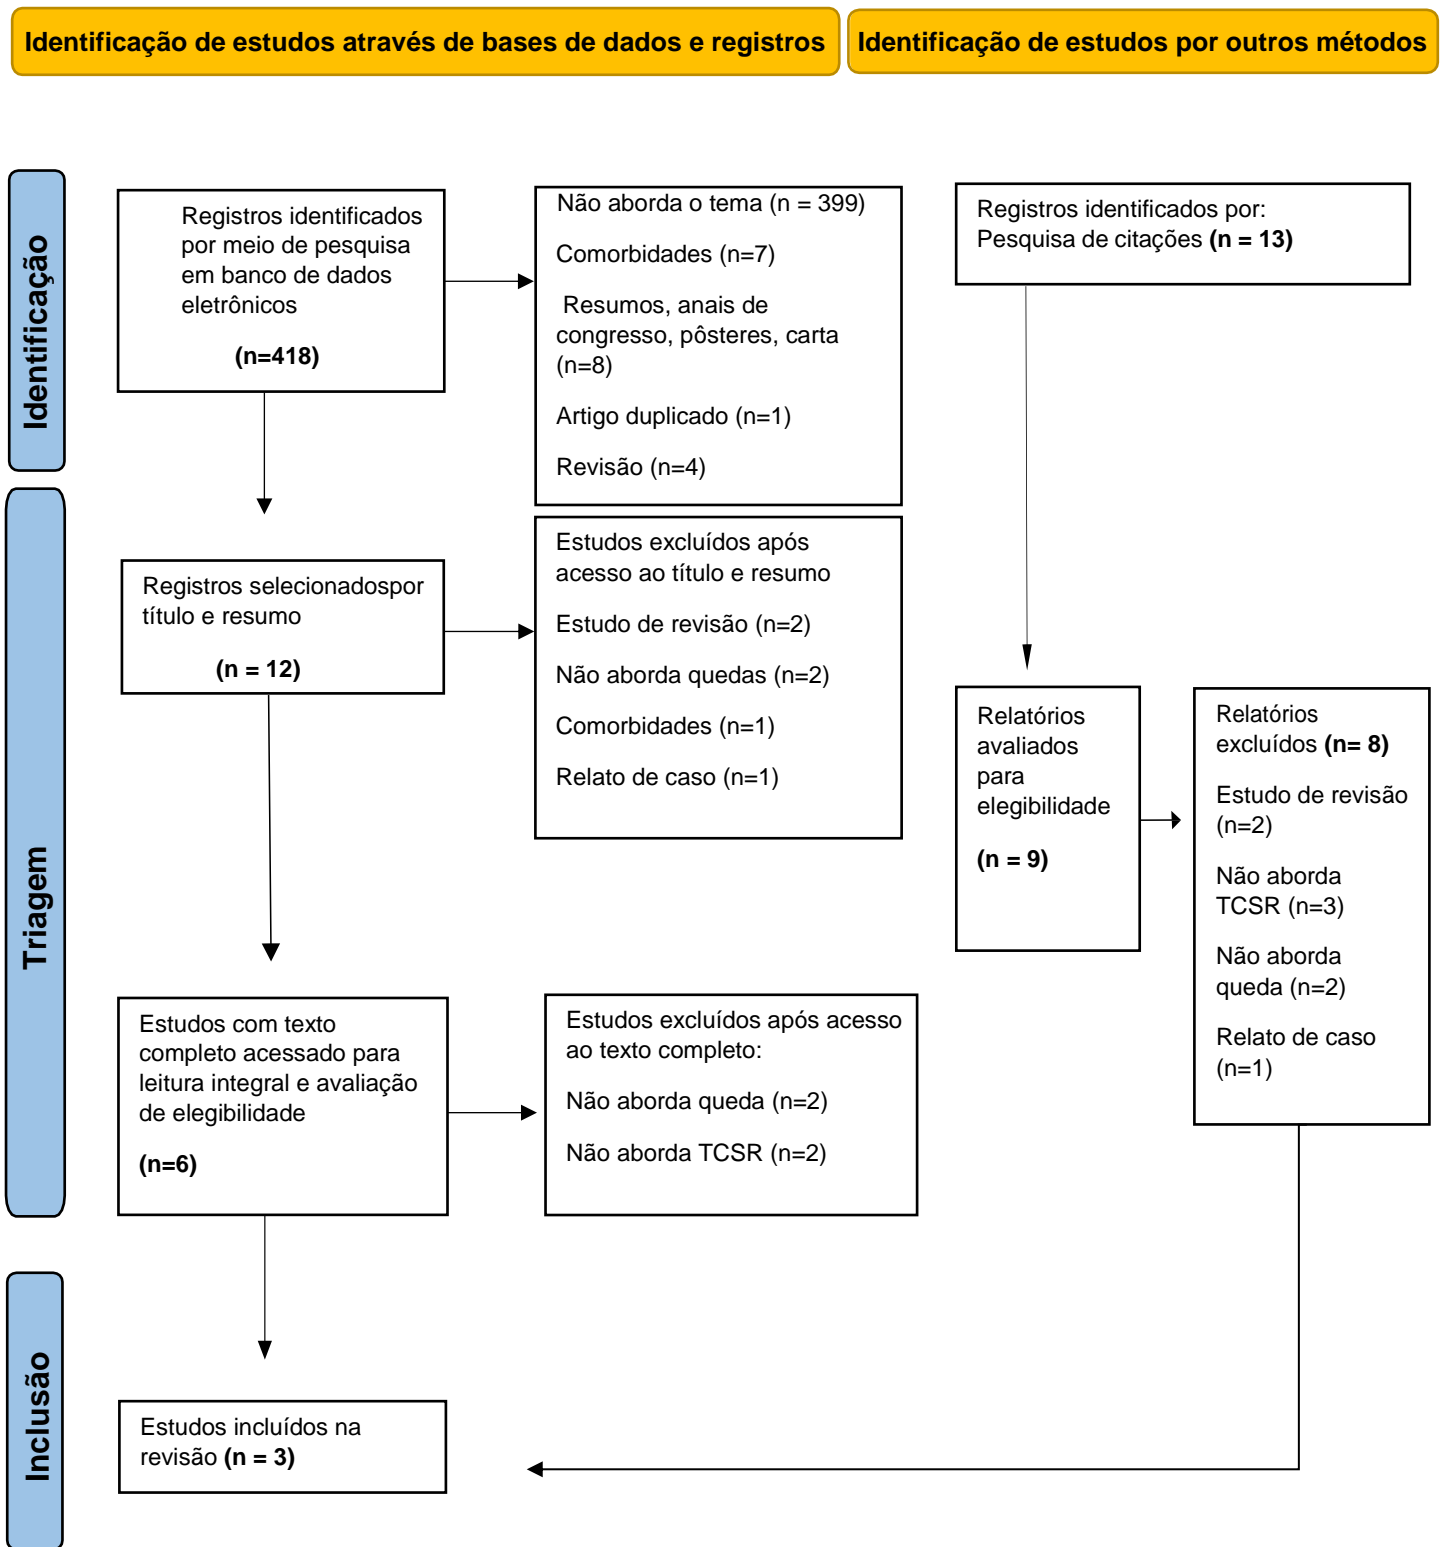 Identificação de estudos através de bases de dados e registros
Identificação de estudos por outros métodos
Identificação
Registros identificados
por meio de pesquisa
em banco de dados
eletrônicos
(n=418)
Não aborda o tema (n = 399)
Comorbidades (n=7)
Resumos, anais de
congresso, pôsteres, carta
(n=8)
Artigo duplicado (n=1)
Revisão (n=4)
Registros identificados por:
Pesquisa de citações (n = 13)
Triagem
Registros selecionadospor
título e resumo
(n = 12)
Estudos excluídos após
acesso ao título e resumo
Estudo de revisão (n=2)
Não aborda quedas (n=2)
Comorbidades (n=1)
Relato de caso (n=1)
Relatórios
avaliados
para
elegibilidade
(n = 9)
Relatórios
excluídos (n= 8)
Estudo de revisão
(n=2)
Não aborda
TCSR (n=3)
Não aborda
queda (n=2)
Relato de caso
(n=1)
Estudos com texto
completo acessado para
leitura integral e avaliação
de elegibilidade
(n=6)
Estudos excluídos após acesso
ao texto completo:
Não aborda queda (n=2)
Não aborda TCSR (n=2)
Inclusão
Estudos incluídos na
revisão (n = 3)